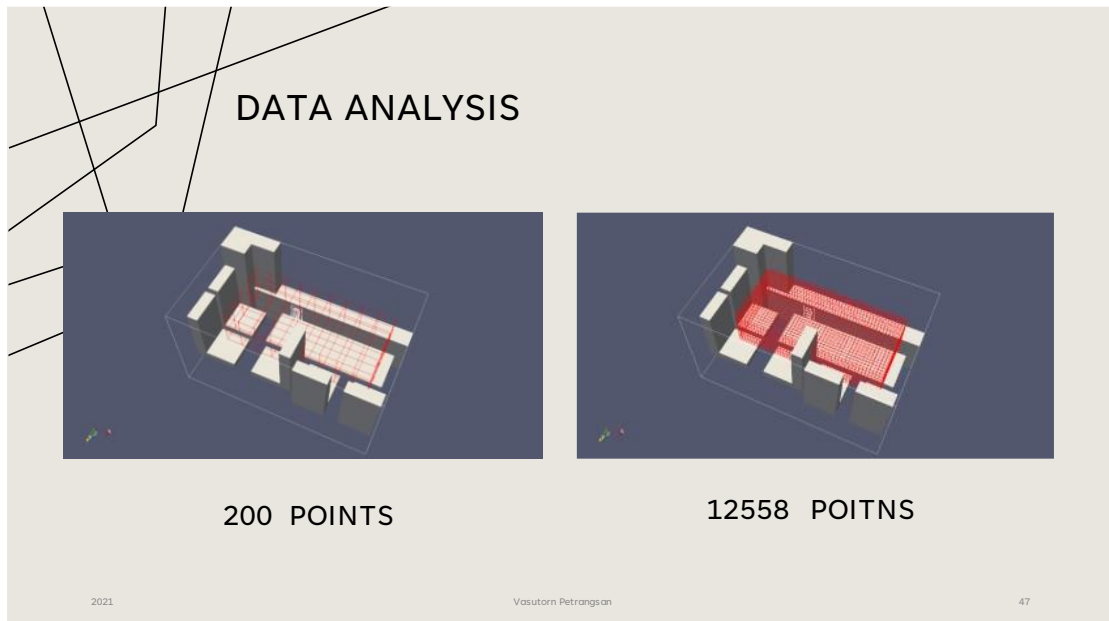 DATA ANALYSIS
200 POINTS
12558 POITNS
2021
Vasutorn Petrangsan
47